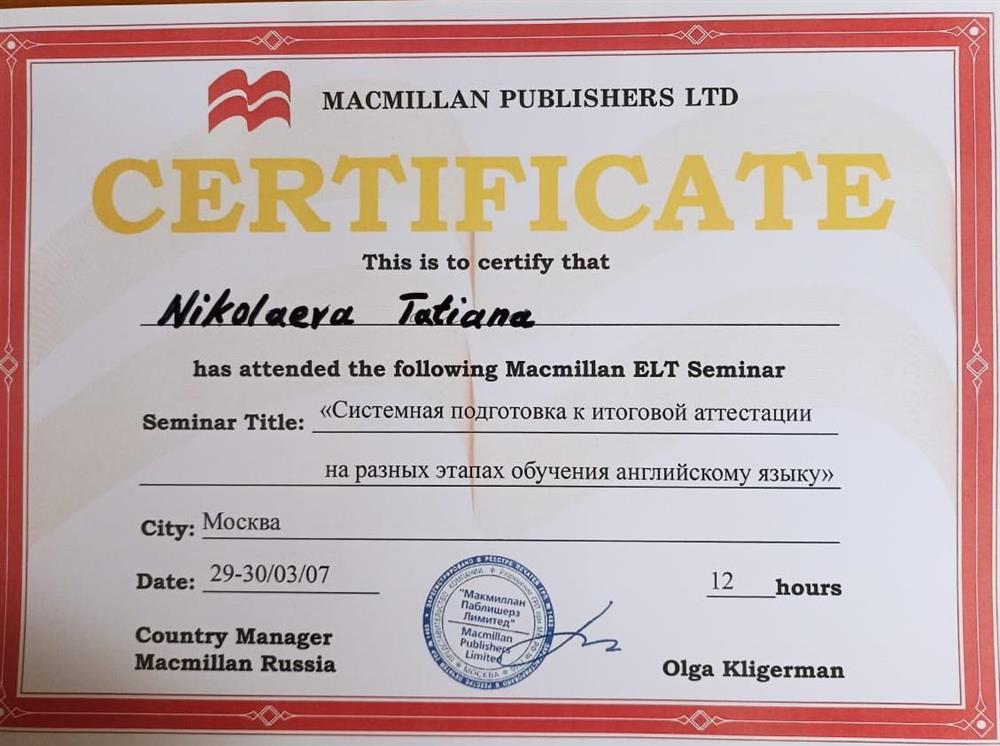 MACMILLAN PUBLISHERS LTD
CERTIFICATE
This is to certify that
Nikolaeva Tatiana
has attended the following Macmillan ELT Seminar
Seminar Title: «Системная подготовка к итоговой аттестации
на разных этапах обучения английскому языку»
City: Москва
Date: 29-30/03/07
12 hours
"Макмиллан
Паблишерз
Лимитед"
Macmillan
Publishers
Limited
МОСКВА
Country Manager
Macmillan Russia
Olga Kligerman